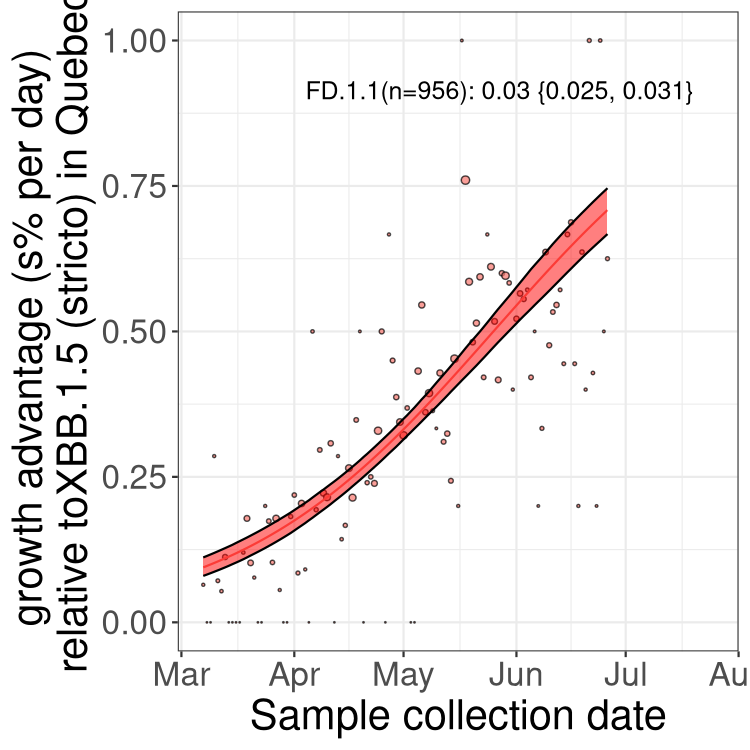 growth advantage (s% per day)
relative toXBB.1.5 (stricto) in Quebec
1.00
0.75
0.50
0.25
0.00
FD.1.1(n=956): 0.03 {0.025, 0.031}
Mar Apr May Jun Jul Au
Sample collection date